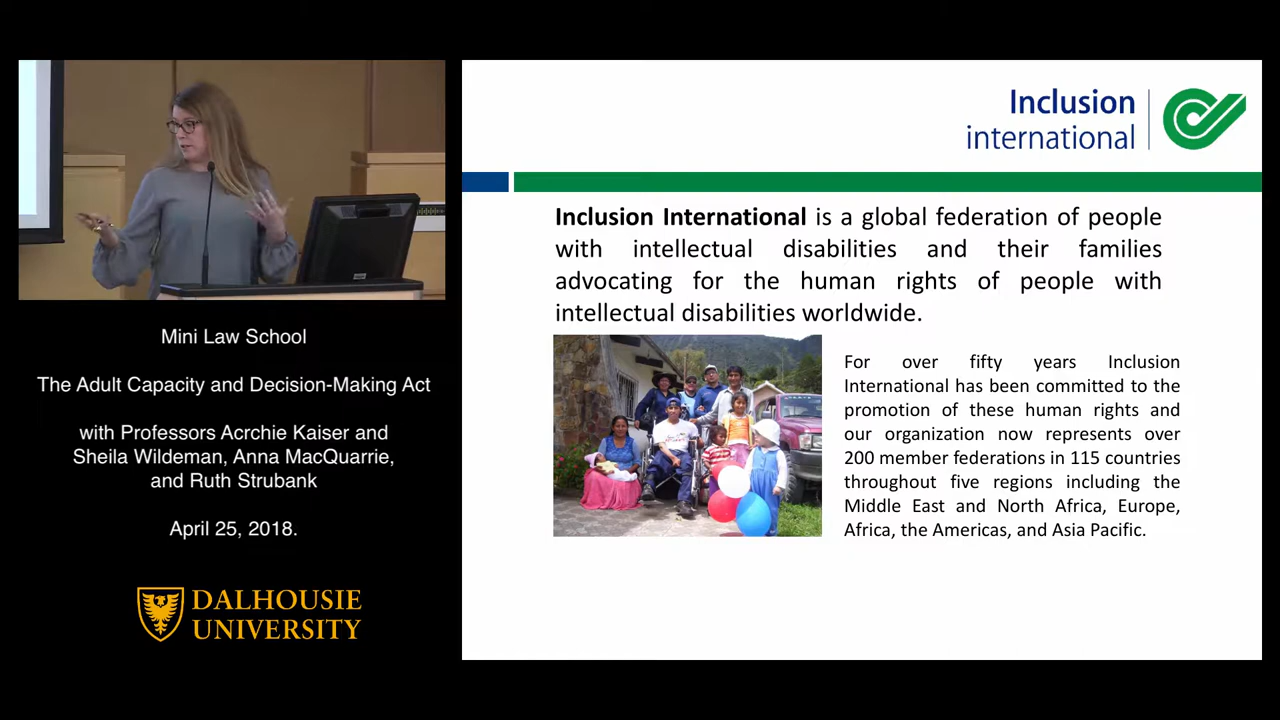 Mini Law School
The Adult Capacity and Decision-Making Act
with Professors Acrchie Kaiser and
Sheila Wildeman, Anna MacQuarrie,
and Ruth Strubank
April 25, 2018.
DALHOUSIE
UNIVERSITY
Inclusion
international
Inclusion International is a global federation of people
with intellectual disabilities and their families
advocating for the human rights of people with
intellectual disabilities worldwide.
For over fifty years Inclusion
International has been committed to the
promotion of these human rights and
our organization now represents over
200 member federations in 115 countries
throughout five regions including the
Middle East and North Africa, Europe,
Africa, the Americas, and Asia Pacific.